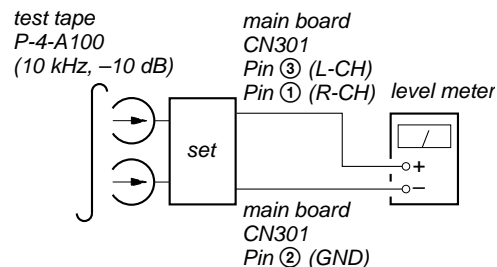 test tape
P-4-A100
(10 kHz, –10 dB)
main board
CN301
Pin ③ (L-CH)
Pin ① (R-CH)
level meter
set
+
–
main board
CN301
Pin ② (GND)